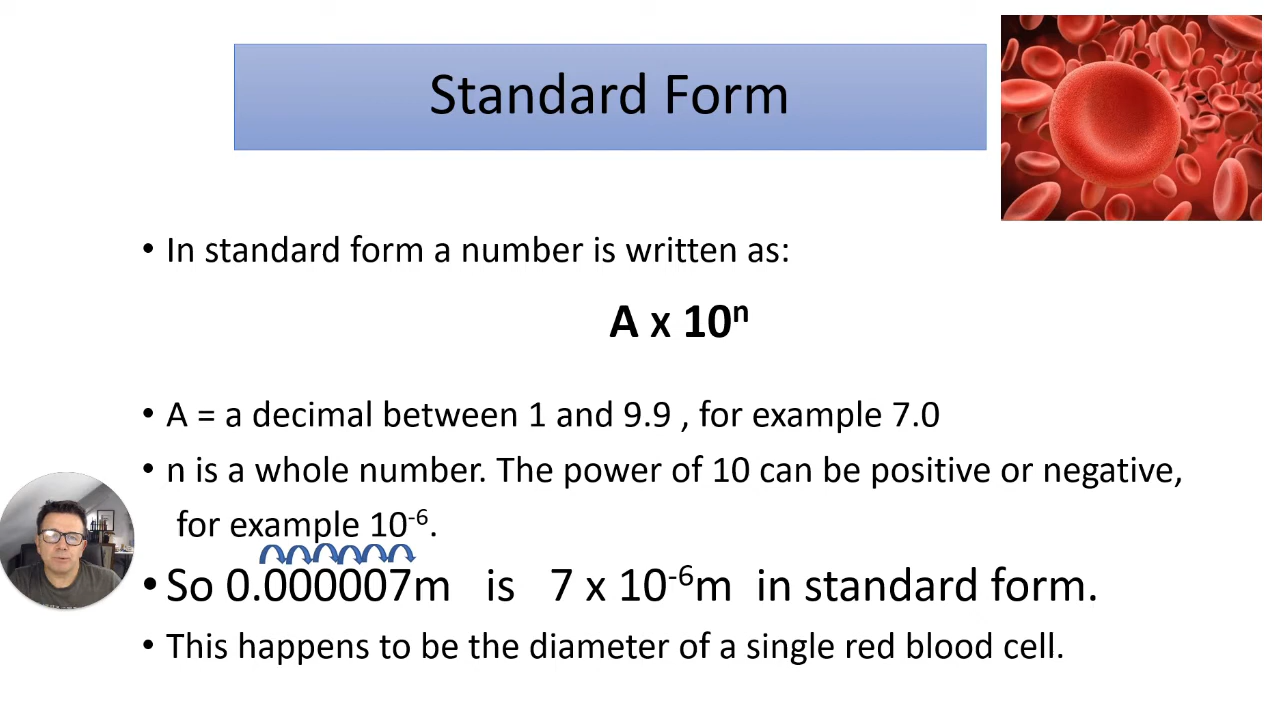 Standard Form
• In standard form a number is written as:
A x 10ⁿ
• A = a decimal between 1 and 9.9 , for example 7.0
• n is a whole number. The power of 10 can be positive or negative,
for example 10⁻⁶.
• So 0.000007m is 7 x 10⁻⁶m in standard form.
• This happens to be the diameter of a single red blood cell.